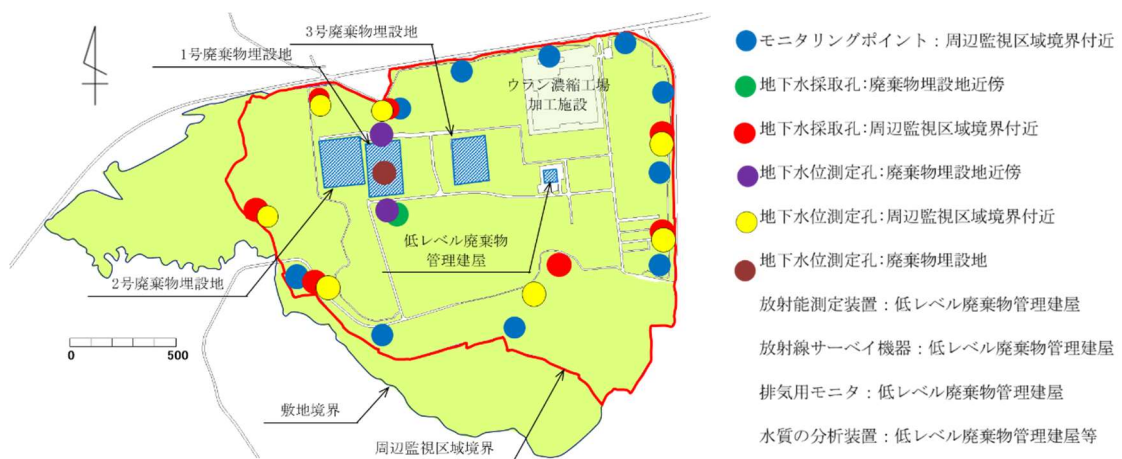 3号廃棄物埋設地
1号廃棄物埋設地
ウラン濃縮工場
加工施設
低レベル廃棄物
管理建屋
2号廃棄物埋設地
0
500
敷地境界
周辺監視区域境界
モニタリングポイント：周辺監視区域境界付近
地下水採取孔：廃棄物埋設地近傍
地下水採取孔：周辺監視区域境界付近
地下水位測定孔：廃棄物埋設地近傍
地下水位測定孔：周辺監視区域境界付近
地下水位測定孔：廃棄物埋設地
放射能測定装置：低レベル廃棄物管理建屋
放射線サーベイ機器：低レベル廃棄物管理建屋
排気用モニタ：低レベル廃棄物管理建屋
水質の分析装置：低レベル廃棄物管理建屋等